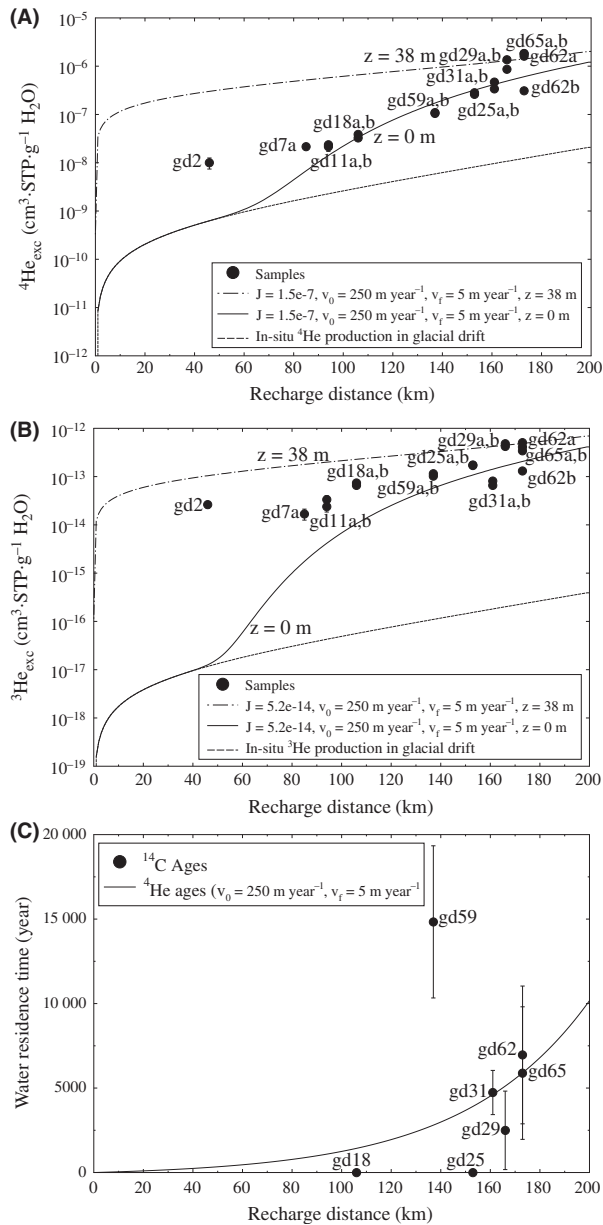 (A)
10⁻⁵
10⁻⁶
10⁻⁷
10⁻⁸
10⁻⁹
10⁻¹⁰
10⁻¹¹
10⁻¹²
⁴Heₑₓc (cm³·STP·g⁻¹ H₂O)
gd65a,b
gd29a,b
gd62a
z = 38 m
gd31a,b
gd62b
gd59a,b
gd25a,b
gd18a,b
z = 0 m
gd7a
gd11a,b
gd2
Samples
J = 1.5e-7, v₀ = 250 m year⁻¹, v_f = 5 m year⁻¹, z = 38 m
J = 1.5e-7, v₀ = 250 m year⁻¹, v_f = 5 m year⁻¹, z = 0 m
In-situ ⁴He production in glacial drift
0 20 40 60 80 100 120 140 160 180 200
Recharge distance (km)
(B)
10⁻¹²
10⁻¹³
10⁻¹⁴
10⁻¹⁵
10⁻¹⁶
10⁻¹⁷
10⁻¹⁸
10⁻¹⁹
³Heₑₓc (cm³·STP·g⁻¹ H₂O)
gd29a,b
gd62a
z = 38 m
gd25a,b
gd65a,b
gd18a,b
gd59a,b
gd62b
gd2
gd7a
gd11a,b
gd31a,b
z = 0 m
Samples
J = 5.2e-14, v₀ = 250 m year⁻¹, v_f = 5 m year⁻¹, z = 38 m
J = 5.2e-14, v₀ = 250 m year⁻¹, v_f = 5 m year⁻¹, z = 0 m
In-situ ³He production in glacial drift
0 20 40 60 80 100 120 140 160 180 200
Recharge distance (km)
(C)
20 000
15 000
10 000
5000
0
Water residence time (year)
¹⁴C Ages
⁴He ages (v₀ = 250 m year⁻¹, v_f = 5 m year⁻¹
gd59
gd62
gd65
gd31
gd29
gd18
gd25
0 20 40 60 80 100 120 140 160 180 200
Recharge distance (km)